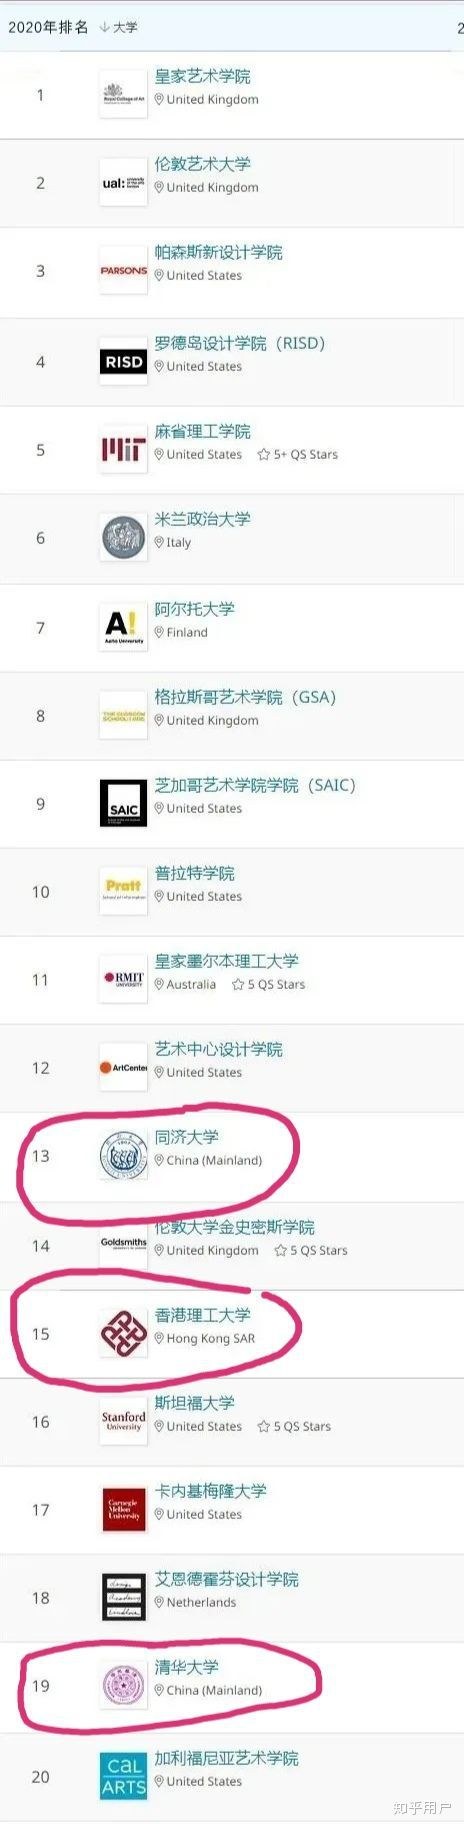 2020年排名 大学
2
1
皇家艺术学院
Royal College of Art
United Kingdom
2
伦敦艺术大学
ual: university of the arts london
United Kingdom
3
帕森斯新设计学院
PARSONS
United States
4
罗德岛设计学院（RISD）
RISD
United States
5
麻省理工学院
MIT
United States 5+ QS Stars
6
米兰政治大学
Italy
7
阿尔托大学
A!
Aalto University
Finland
8
格拉斯哥艺术学院（GSA）
THE GLASGOW
SCHOOL OF ART
United Kingdom
9
芝加哥艺术学院学院（SAIC）
SAIC
United States
10
普拉特学院
Pratt
United States
11
皇家墨尔本理工大学
RMIT
UNIVERSITY
Australia 5 QS Stars
12
艺术中心设计学院
ArtCenter
United States
13
同济大学
China (Mainland)
14
伦敦大学金史密斯学院
Goldsmiths
United Kingdom 5 QS Stars
15
香港理工大学
Hong Kong SAR
16
斯坦福大学
Stanford
University
United States 5 QS Stars
17
卡内基梅隆大学
Carnegie
Mellon
University
United States
18
艾恩德霍芬设计学院
Netherlands
19
清华大学
China (Mainland)
20
加利福尼亚艺术学院
CAL
ARTS
United States
知乎用户